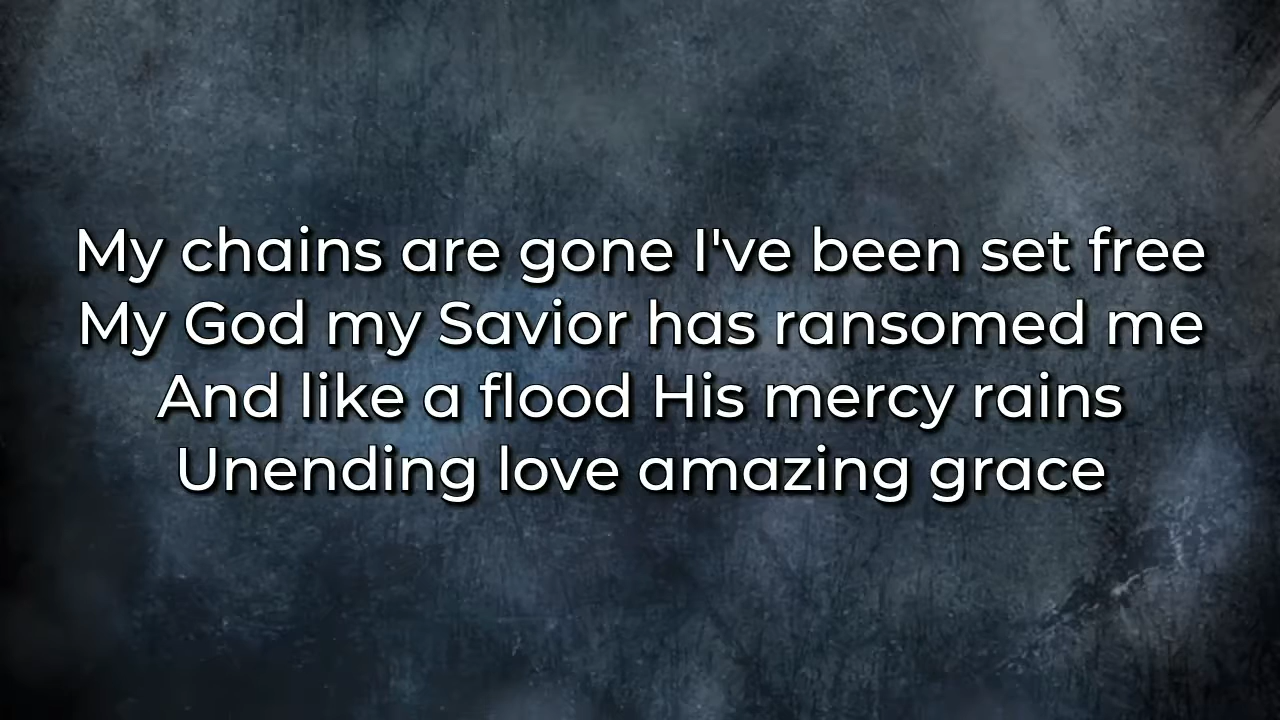 My chains are gone I've been set free
My God my Savior has ransomed me
And like a flood His mercy rains
Unending love amazing grace